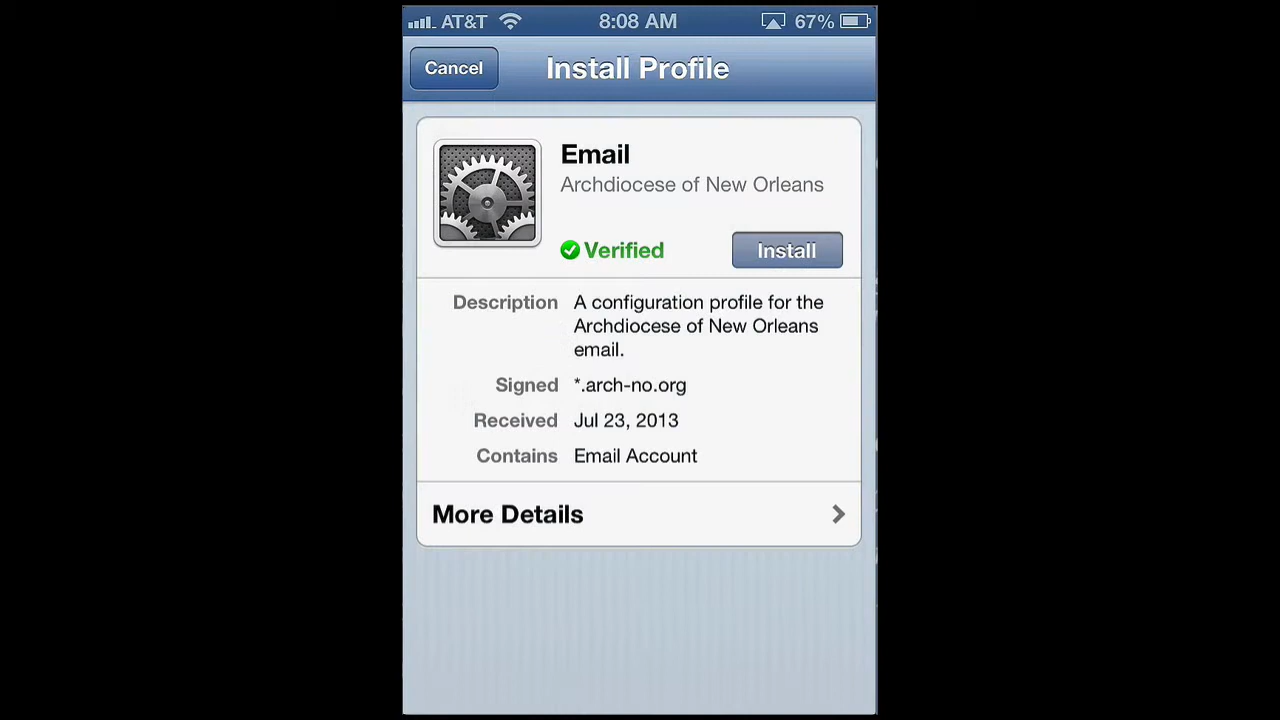 AT&T 8:08 AM 67%
Cancel Install Profile
Email
Archdiocese of New Orleans
Verified Install
Description A configuration profile for the
Archdiocese of New Orleans
email.
Signed *.arch-no.org
Received Jul 23, 2013
Contains Email Account
More Details